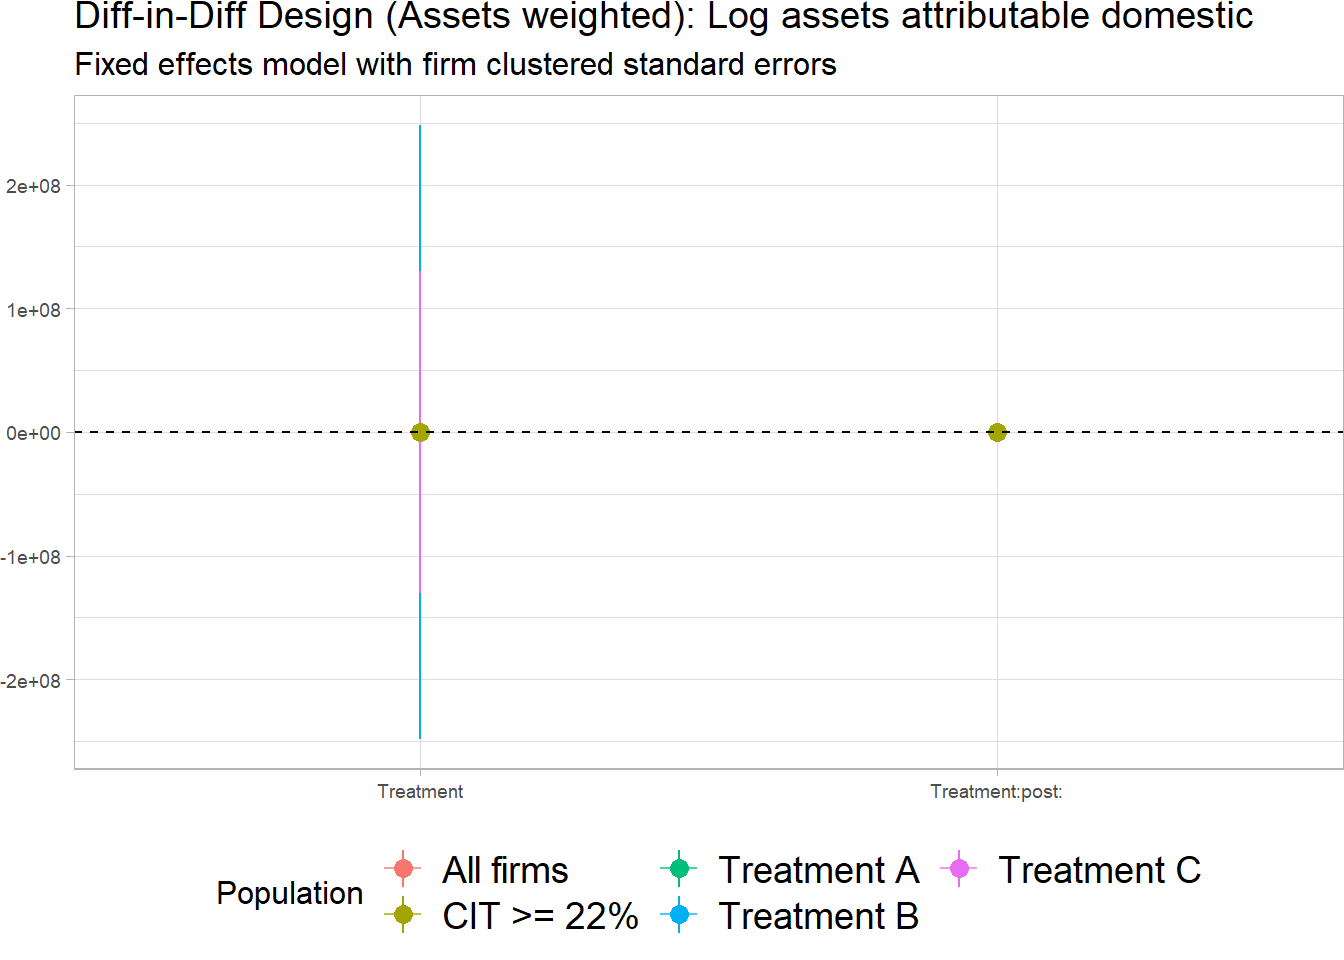 Diff-in-Diff Design (Assets weighted): Log assets attributable domestic
Fixed effects model with firm clustered standard errors
2e+08
1e+08
0e+00
-1e+08
-2e+08
Treatment
Treatment:post:
Population
All firms
CIT >= 22%
Treatment A
Treatment B
Treatment C